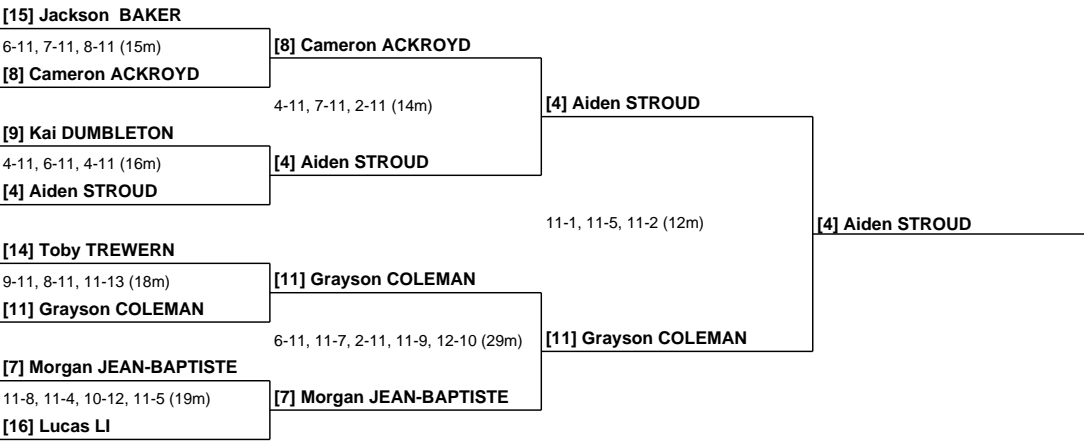 [15] Jackson  BAKER
6-11, 7-11, 8-11 (15m)
[8] Cameron ACKROYD
[8] Cameron ACKROYD
4-11, 7-11, 2-11 (14m)
[4] Aiden STROUD
[9] Kai DUMBLETON
4-11, 6-11, 4-11 (16m)
[4] Aiden STROUD
[4] Aiden STROUD
11-1, 11-5, 11-2 (12m)
[4] Aiden STROUD
[14] Toby TREWERN
9-11, 8-11, 11-13 (18m)
[11] Grayson COLEMAN
[11] Grayson COLEMAN
6-11, 11-7, 2-11, 11-9, 12-10 (29m)
[11] Grayson COLEMAN
[7] Morgan JEAN-BAPTISTE
11-8, 11-4, 10-12, 11-5 (19m)
[7] Morgan JEAN-BAPTISTE
[16] Lucas LI